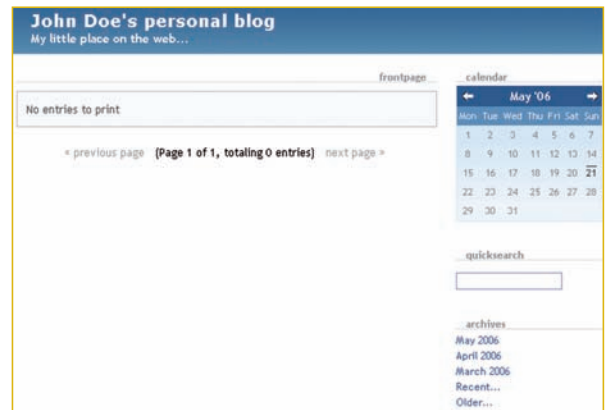 John Doe's personal blog
My little place on the web...
frontpage
No entries to print
« previous page (Page 1 of 1, totaling 0 entries) next page »
calendar
← May '06 →
Mon Tue Wed Thu Fri Sat Sun
1 2 3 4 5 6 7
8 9 10 11 12 13 14
15 16 17 18 19 20 21
22 23 24 25 26 27 28
29 30 31
quicksearch
archives
May 2006
April 2006
March 2006
Recent...
Older...